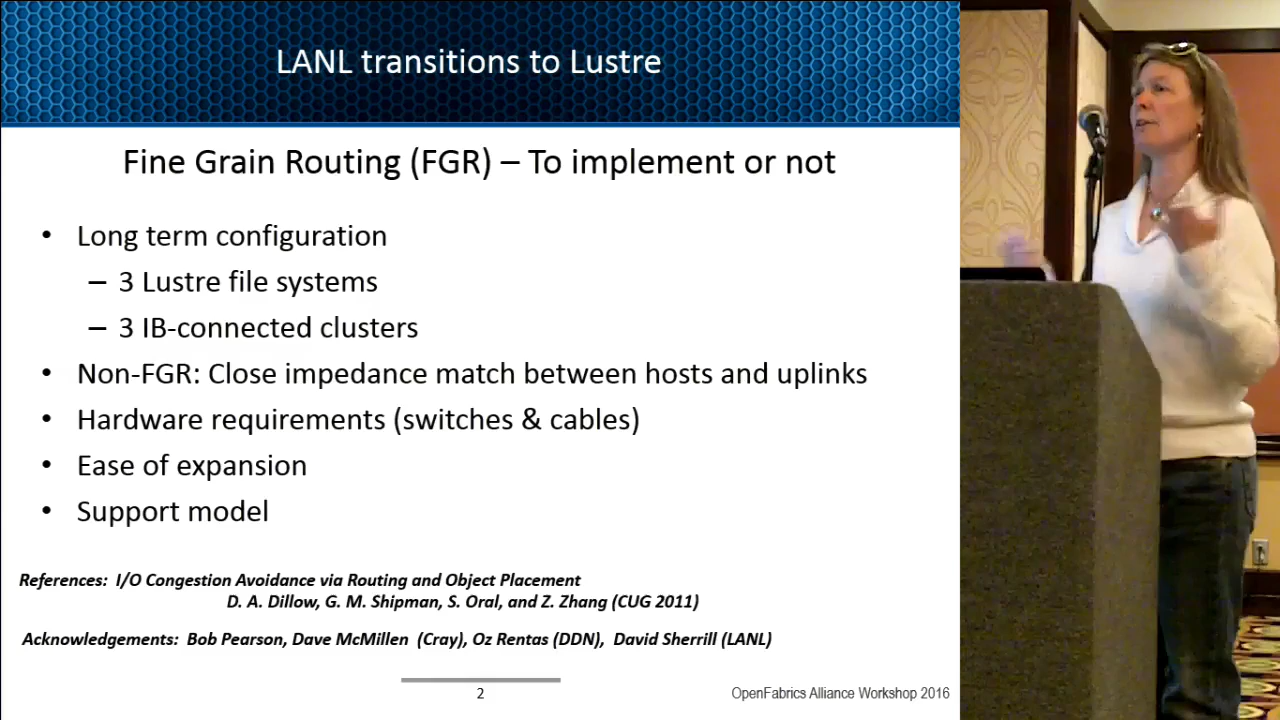 LANL transitions to Lustre
Fine Grain Routing (FGR) – To implement or not
• Long term configuration
– 3 Lustre file systems
– 3 IB-connected clusters
• Non-FGR: Close impedance match between hosts and uplinks
• Hardware requirements (switches & cables)
• Ease of expansion
• Support model
References: I/O Congestion Avoidance via Routing and Object Placement
D. A. Dillow, G. M. Shipman, S. Oral, and Z. Zhang (CUG 2011)
Acknowledgements: Bob Pearson, Dave McMillen (Cray), Oz Rentas (DDN), David Sherrill (LANL)
2
OpenFabrics Alliance Workshop 2016